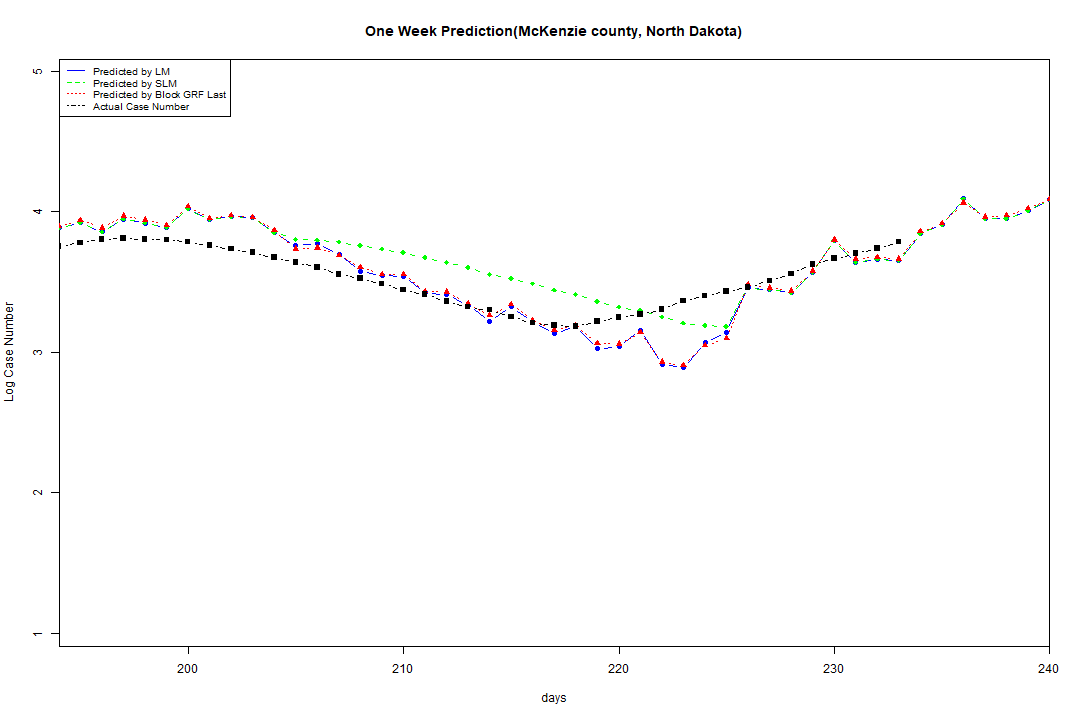 One Week Prediction(McKenzie county, North Dakota)
Predicted by LM
Predicted by SLM
Predicted by Block GRF Last
Actual Case Number
5
4
3
2
1
Log Case Number
200
210
220
230
240
days